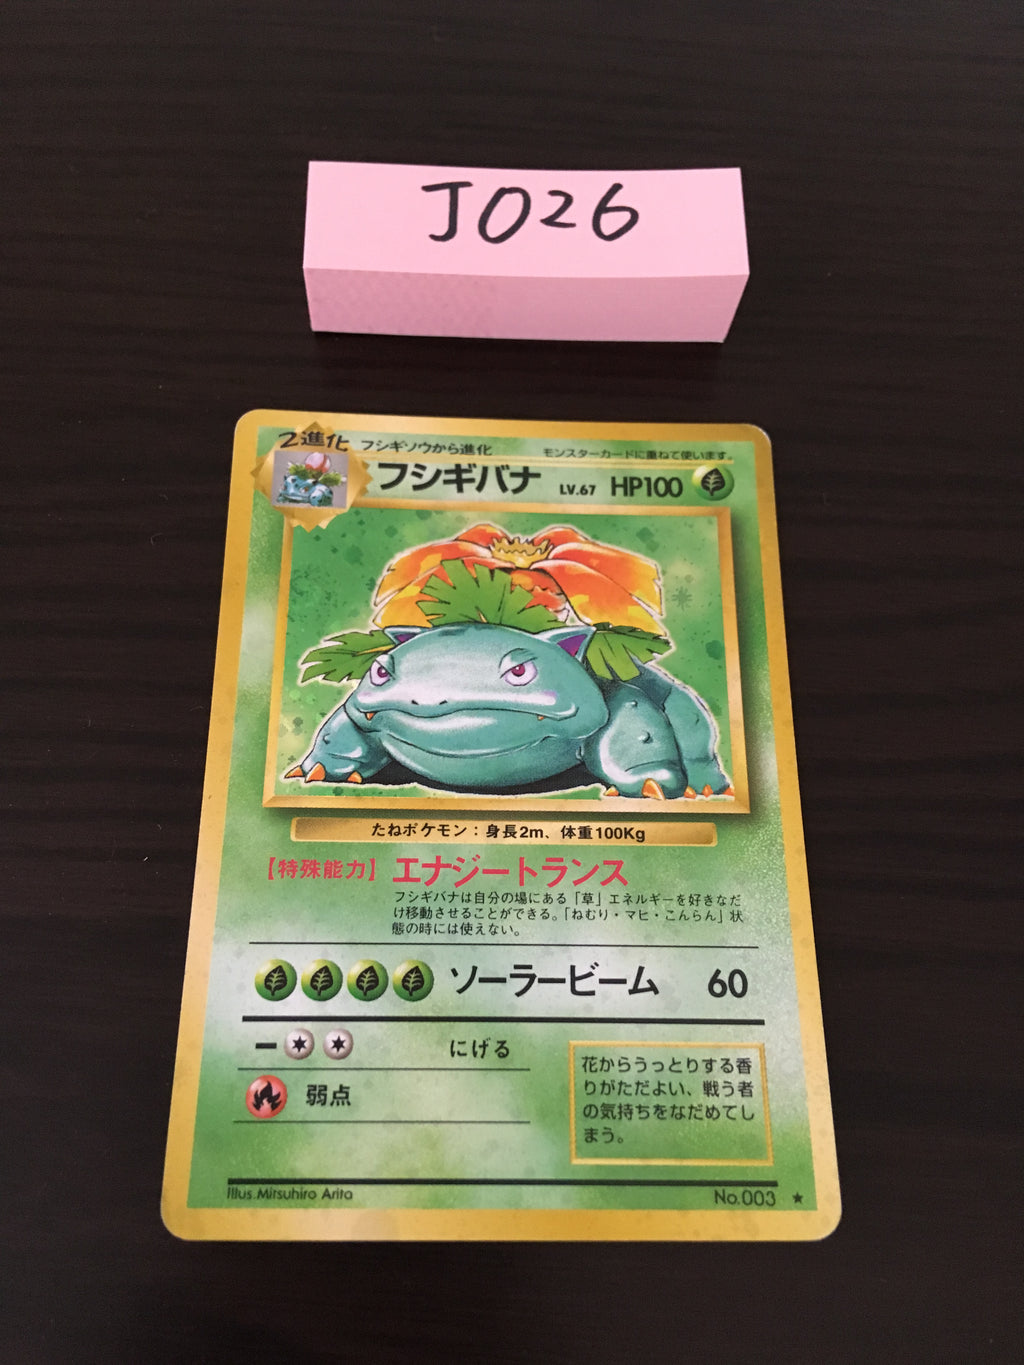 J026
2進化 フシギソウから進化 モンスターカードに重ねて使います。
フシギバナ LV.67 HP100
たねポケモン：身長2m、体重100Kg
【特殊能力】エナジートランス
フシギバナは自分の場にある「草」エネルギーを好きなだ
け移動させることができる。「ねむり・マヒ・こんらん」状
態の時には使えない。
ソーラービーム 60
ー にげる
弱点
花からうっとりする香
りがただよい、戦う者
の気持ちをなだめてし
まう。
Illus.Mitsuhiro Arita No.003 ★